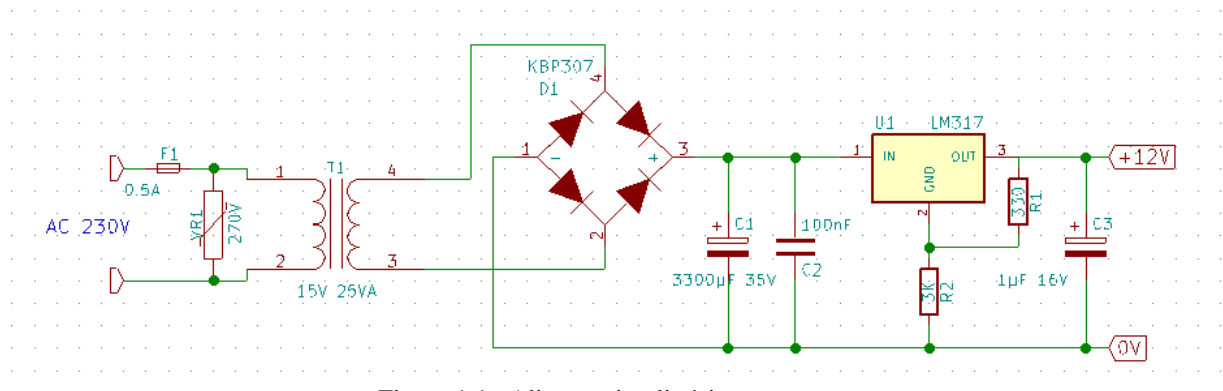 KBP307
D1
4
1
-
+
3
2
F1
0.5A
AC 230V
VR1
270V
1
2
T1
4
3
15V 25VA
C1
+
3300µF 35V
100nF
C2
U1
LM317
1
IN
OUT
GND
3
2
330
R1
3K
R2
+
C3
1µF 16V
+12V
0V